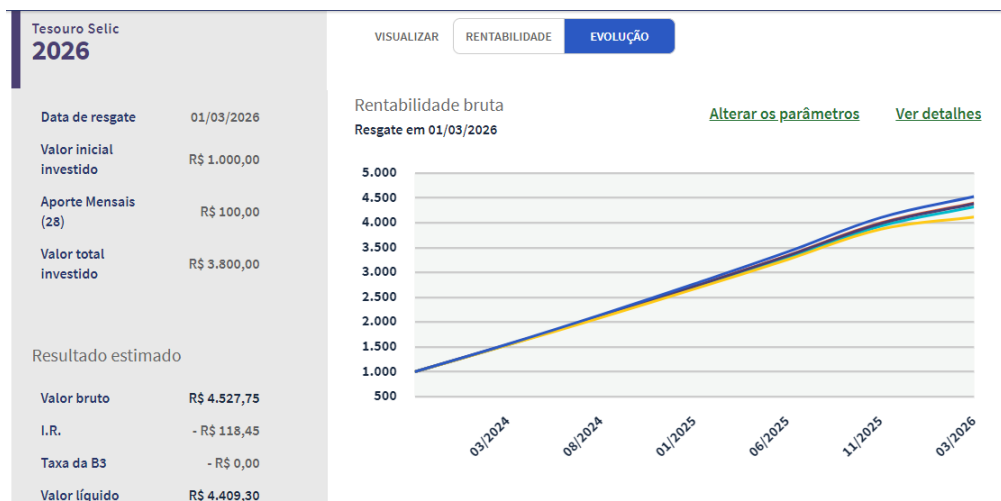 Tesouro Selic
2026
Data de resgate 01/03/2026
Valor inicial
investido R$ 1.000,00
Aporte Mensais
(28) R$ 100,00
Valor total
investido R$ 3.800,00
Resultado estimado
Valor bruto R$ 4.527,75
I.R. - R$ 118,45
Taxa da B3 - R$ 0,00
Valor líquido R$ 4.409,30
VISUALIZAR RENTABILIDADE EVOLUÇÃO
Rentabilidade bruta
Resgate em 01/03/2026
Alterar os parâmetros Ver detalhes
5.000
4.500
4.000
3.500
3.000
2.500
2.000
1.500
1.000
500
03/2024 08/2024 01/2025 06/2025 11/2025 03/2026